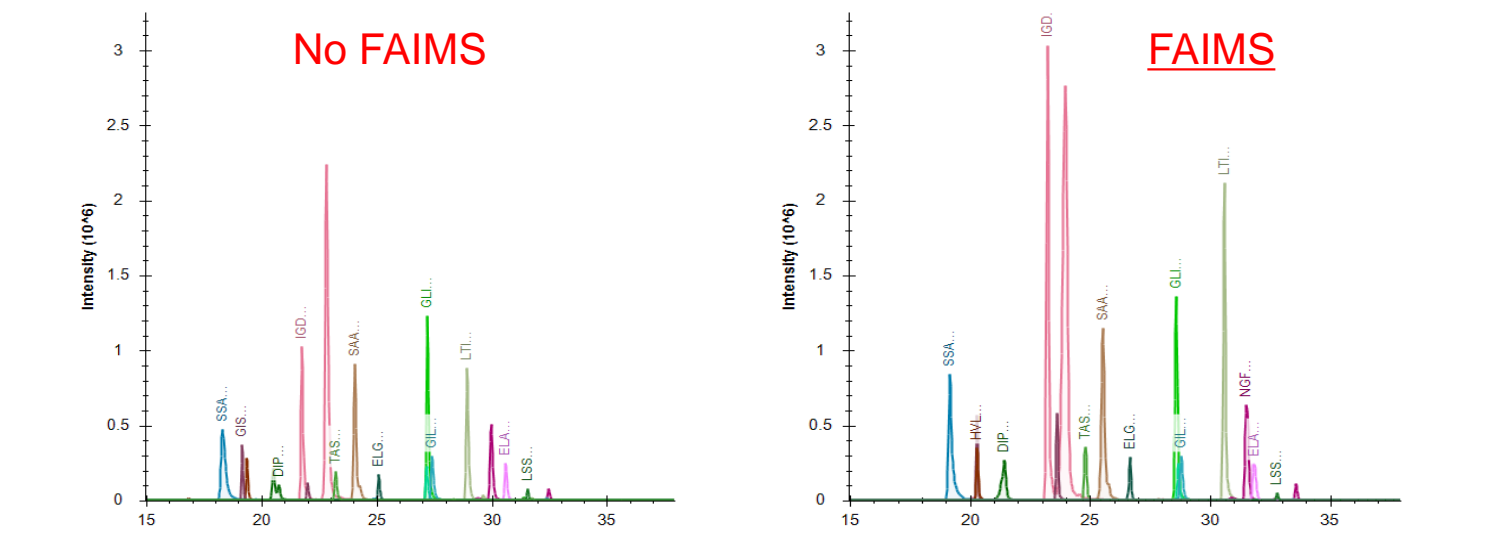 No FAIMS
Intensity (10^6)
3
2.5
2
1.5
1
0.5
0
SSA...
GIS...
DIP...
IGD...
TAS...
SAA...
ELG...
GLI...
GIL...
LTI...
ELA...
LSS...
15 20 25 30 35
FAIMS
Intensity (10^6)
3
2.5
2
1.5
1
0.5
0
SSA...
HVL...
DIP...
IGD...
TAS...
SAA...
ELG...
GLI...
GIL...
LTI...
NGF...
ELA...
LSS...
15 20 25 30 35